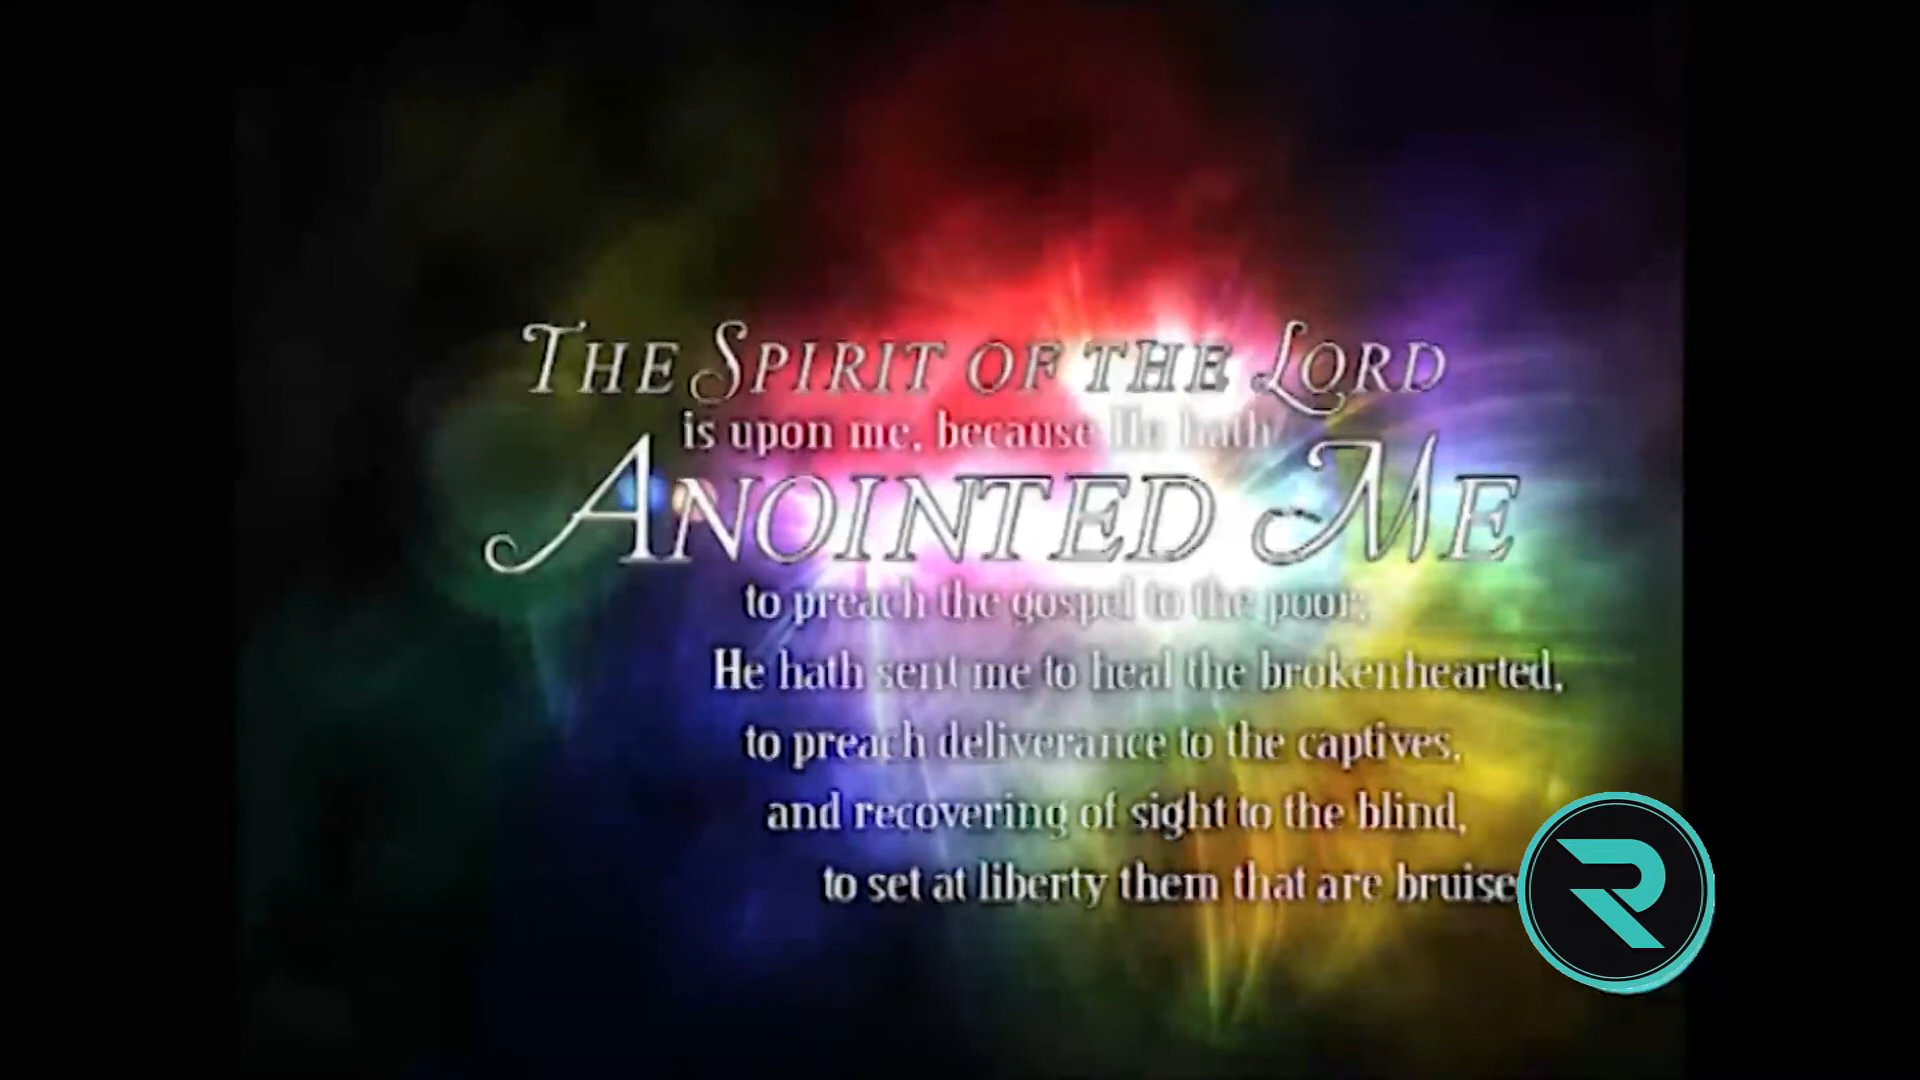 THE SPIRIT OF THE LORD
is upon me, because He hath
ANOINTED ME
to preach the gospel to the poor;
He hath sent me to heal the brokenhearted,
to preach deliverance to the captives,
and recovering of sight to the blind,
to set at liberty them that are bruise
R